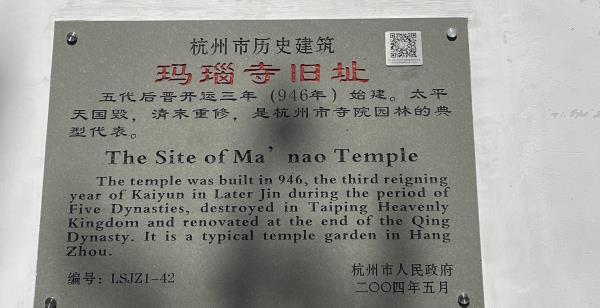 杭州市历史建筑
玛瑙寺旧址
五代后晋开运三年（946年）始建。太平
天国毁，清末重修，是杭州市寺院园林的典
型代表。
The Site of Ma'nao Temple
The temple was built in 946, the third reigning
year of Kaiyun in Later Jin during the period of
Five Dynasties, destroyed in Taiping Heavenly
Kingdom and renovated at the end of the Qing
Dynasty. It is a typical temple garden in Hang
Zhou.
编号：LSJZ1-42
杭州市人民政府
二〇〇四年五月